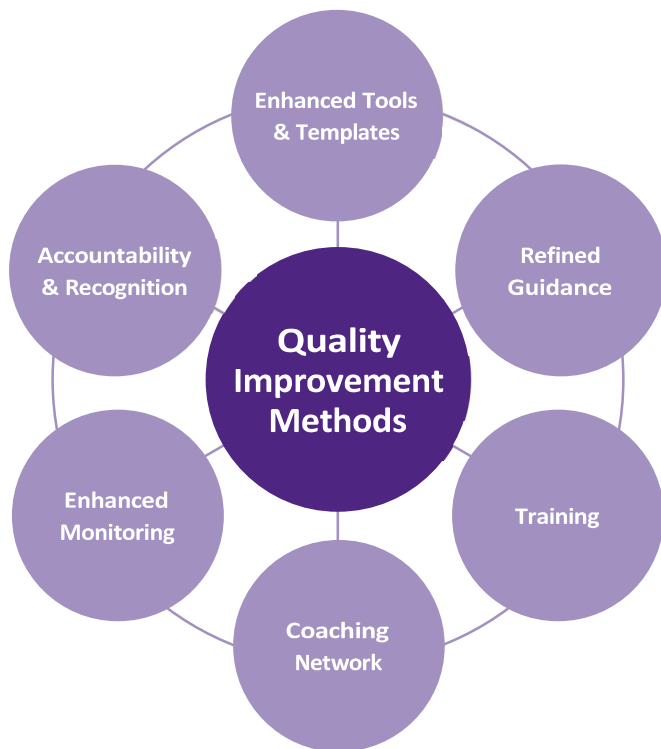 Enhanced Tools
& Templates
Refined
Guidance
Training
Coaching
Network
Enhanced
Monitoring
Accountability
& Recognition
Quality
Improvement
Methods